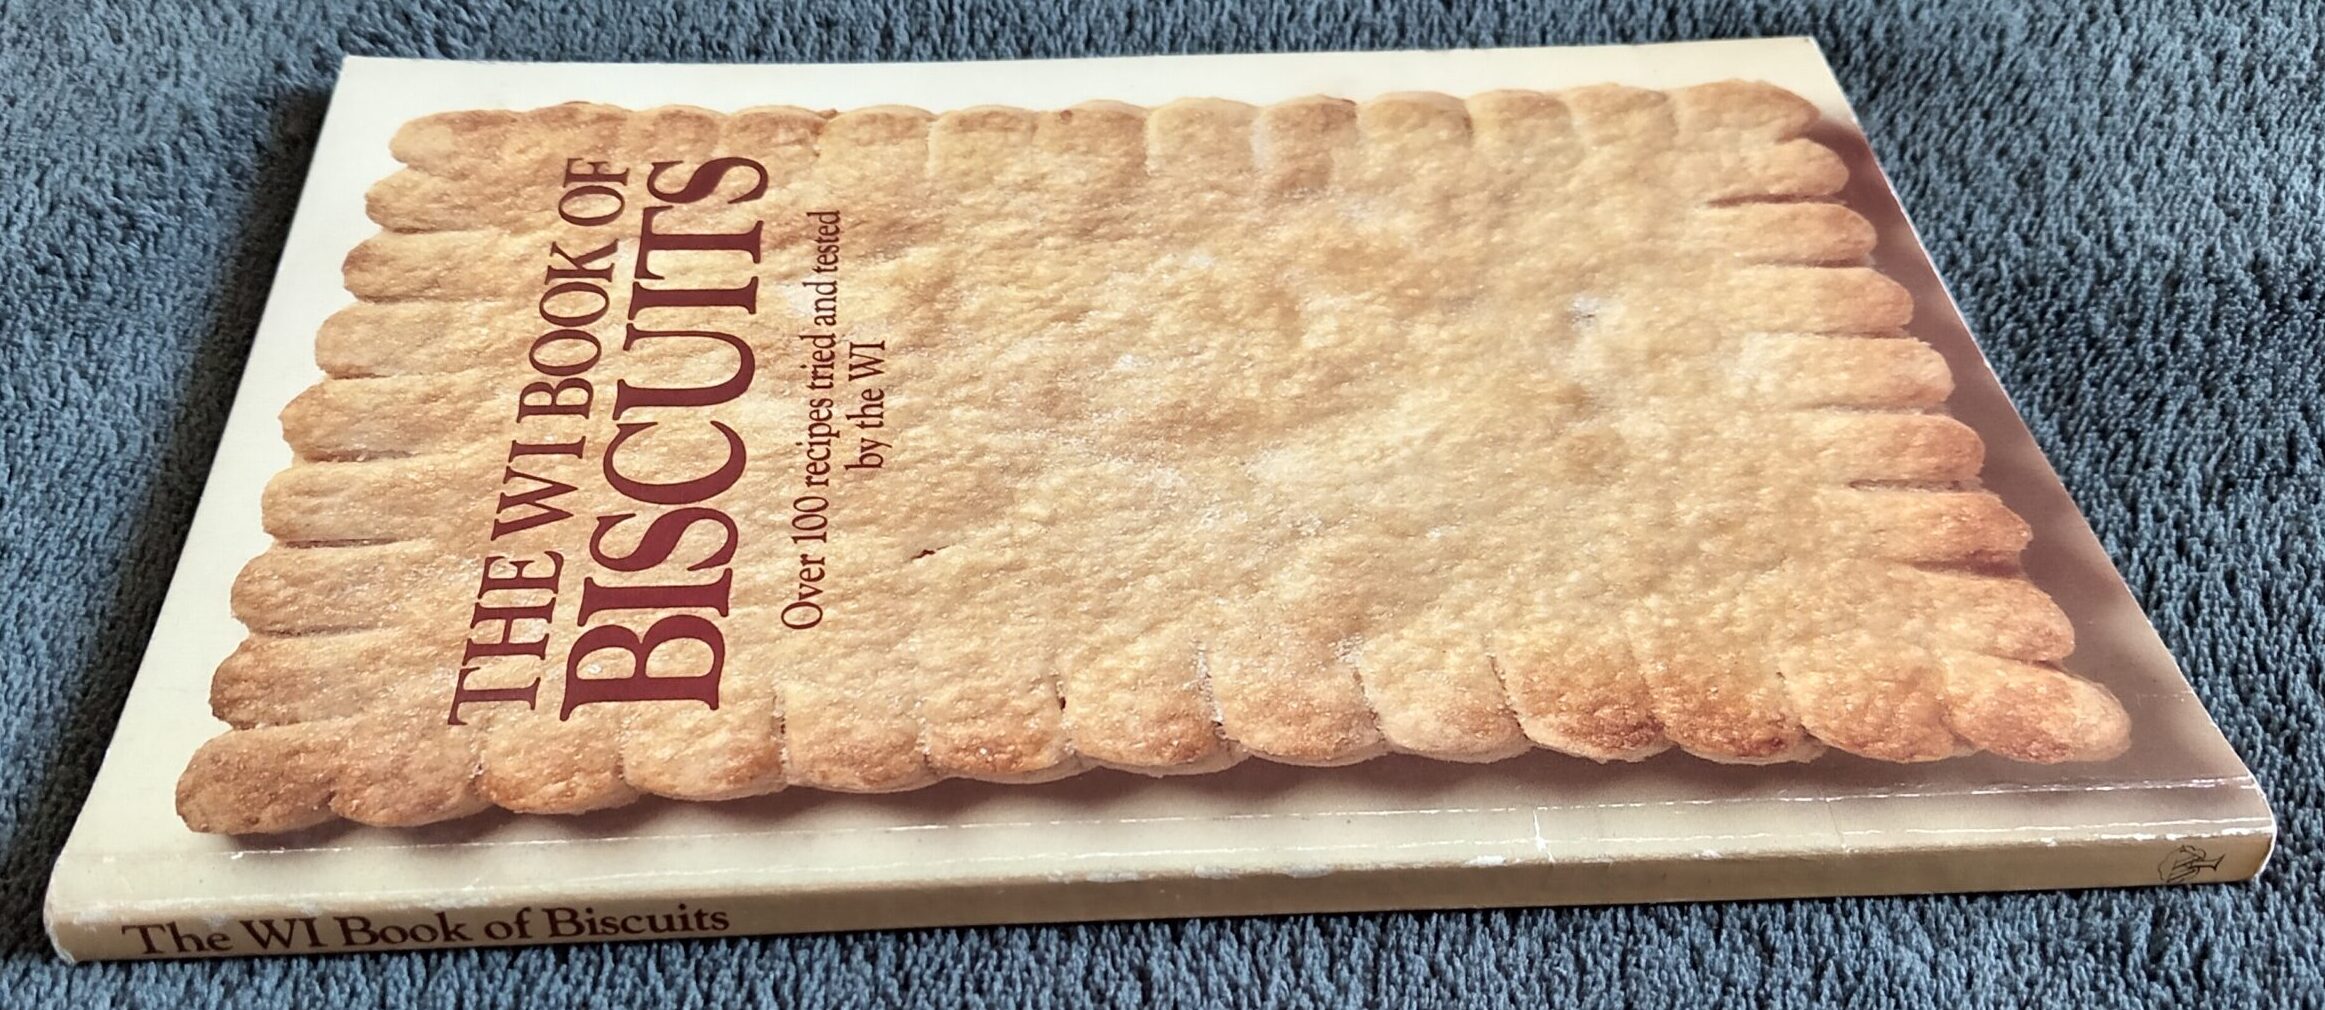 THE WI BOOK OF
BISCUITS
Over 100 recipes tried and tested
by the WI
The WI Book of Biscuits
WI